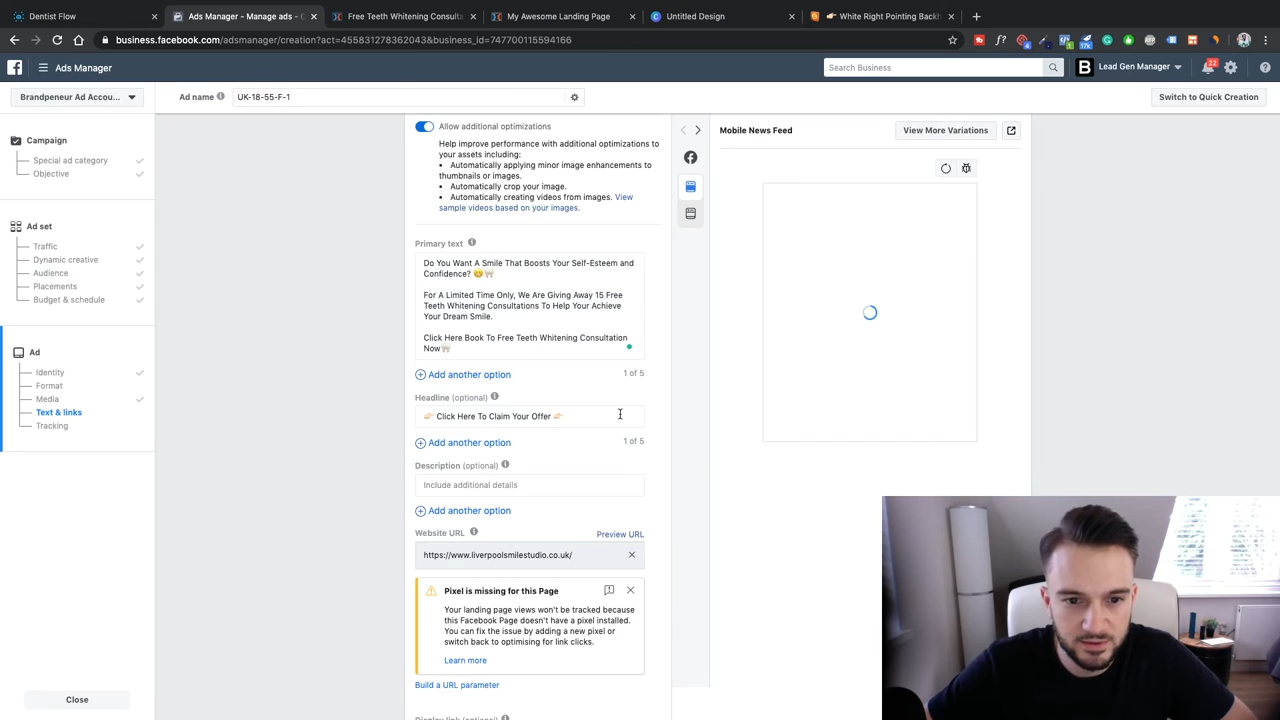 Dentist Flow
Ads Manager - Manage ads -
Free Teeth Whitening Consulta
My Awesome Landing Page
Untitled Design
White Right Pointing Backh
business.facebook.com/adsmanager/creation?act=455831278362043&business_id=747700115594166
Ads Manager
Search Business
Lead Gen Manager
22
Brandpeneur Ad Accou...
Ad name
UK-18-55-F-1
Switch to Quick Creation
Campaign
Special ad category
Objective
Ad set
Traffic
Dynamic creative
Audience
Placements
Budget & schedule
Ad
Identity
Format
Media
Text & links
Tracking
Close
Allow additional optimizations
Help improve performance with additional optimizations to
your assets including:
• Automatically applying minor image enhancements to
thumbnails or images.
• Automatically crop your image.
• Automatically creating videos from images. View
sample videos based on your images.
Primary text
Do You Want A Smile That Boosts Your Self-Esteem and
Confidence? 😊🦷
For A Limited Time Only, We Are Giving Away 15 Free
Teeth Whitening Consultations To Help Your Achieve
Your Dream Smile.
Click Here Book To Free Teeth Whitening Consultation
Now🦷
Add another option
1 of 5
Headline (optional)
👉🏻 Click Here To Claim Your Offer 👉🏻
Add another option
1 of 5
Description (optional)
Include additional details
Add another option
Website URL
Preview URL
https://www.liverpoolsmilestudio.co.uk/
Pixel is missing for this Page
Your landing page views won't be tracked because
this Facebook Page doesn't have a pixel installed.
You can fix the issue by adding a new pixel or
switch back to optimising for link clicks.
Learn more
Build a URL parameter
Display link (optional)
Mobile News Feed
View More Variations